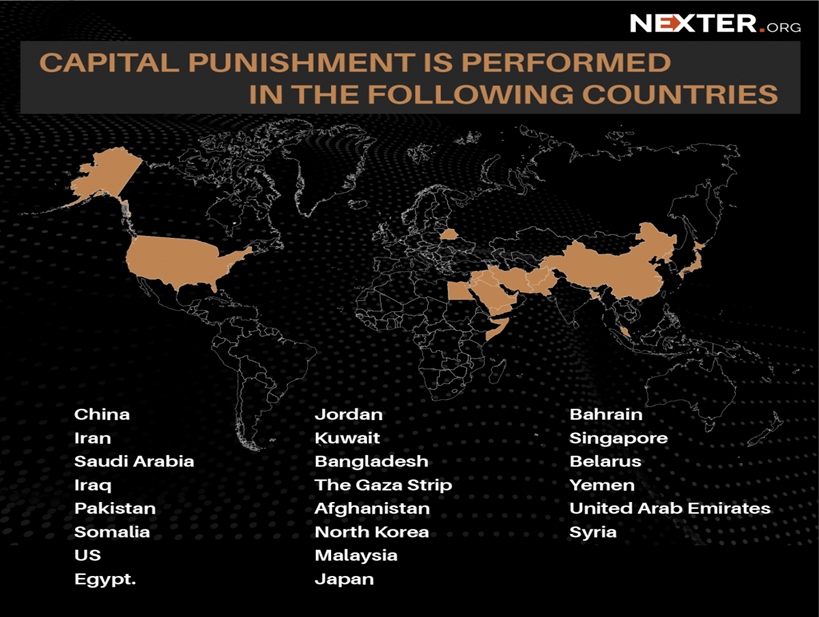 NEXTER.ORG
CAPITAL PUNISHMENT IS PERFORMED
IN THE FOLLOWING COUNTRIES
China
Iran
Saudi Arabia
Iraq
Pakistan
Somalia
US
Egypt.
Jordan
Kuwait
Bangladesh
The Gaza Strip
Afghanistan
North Korea
Malaysia
Japan
Bahrain
Singapore
Belarus
Yemen
United Arab Emirates
Syria